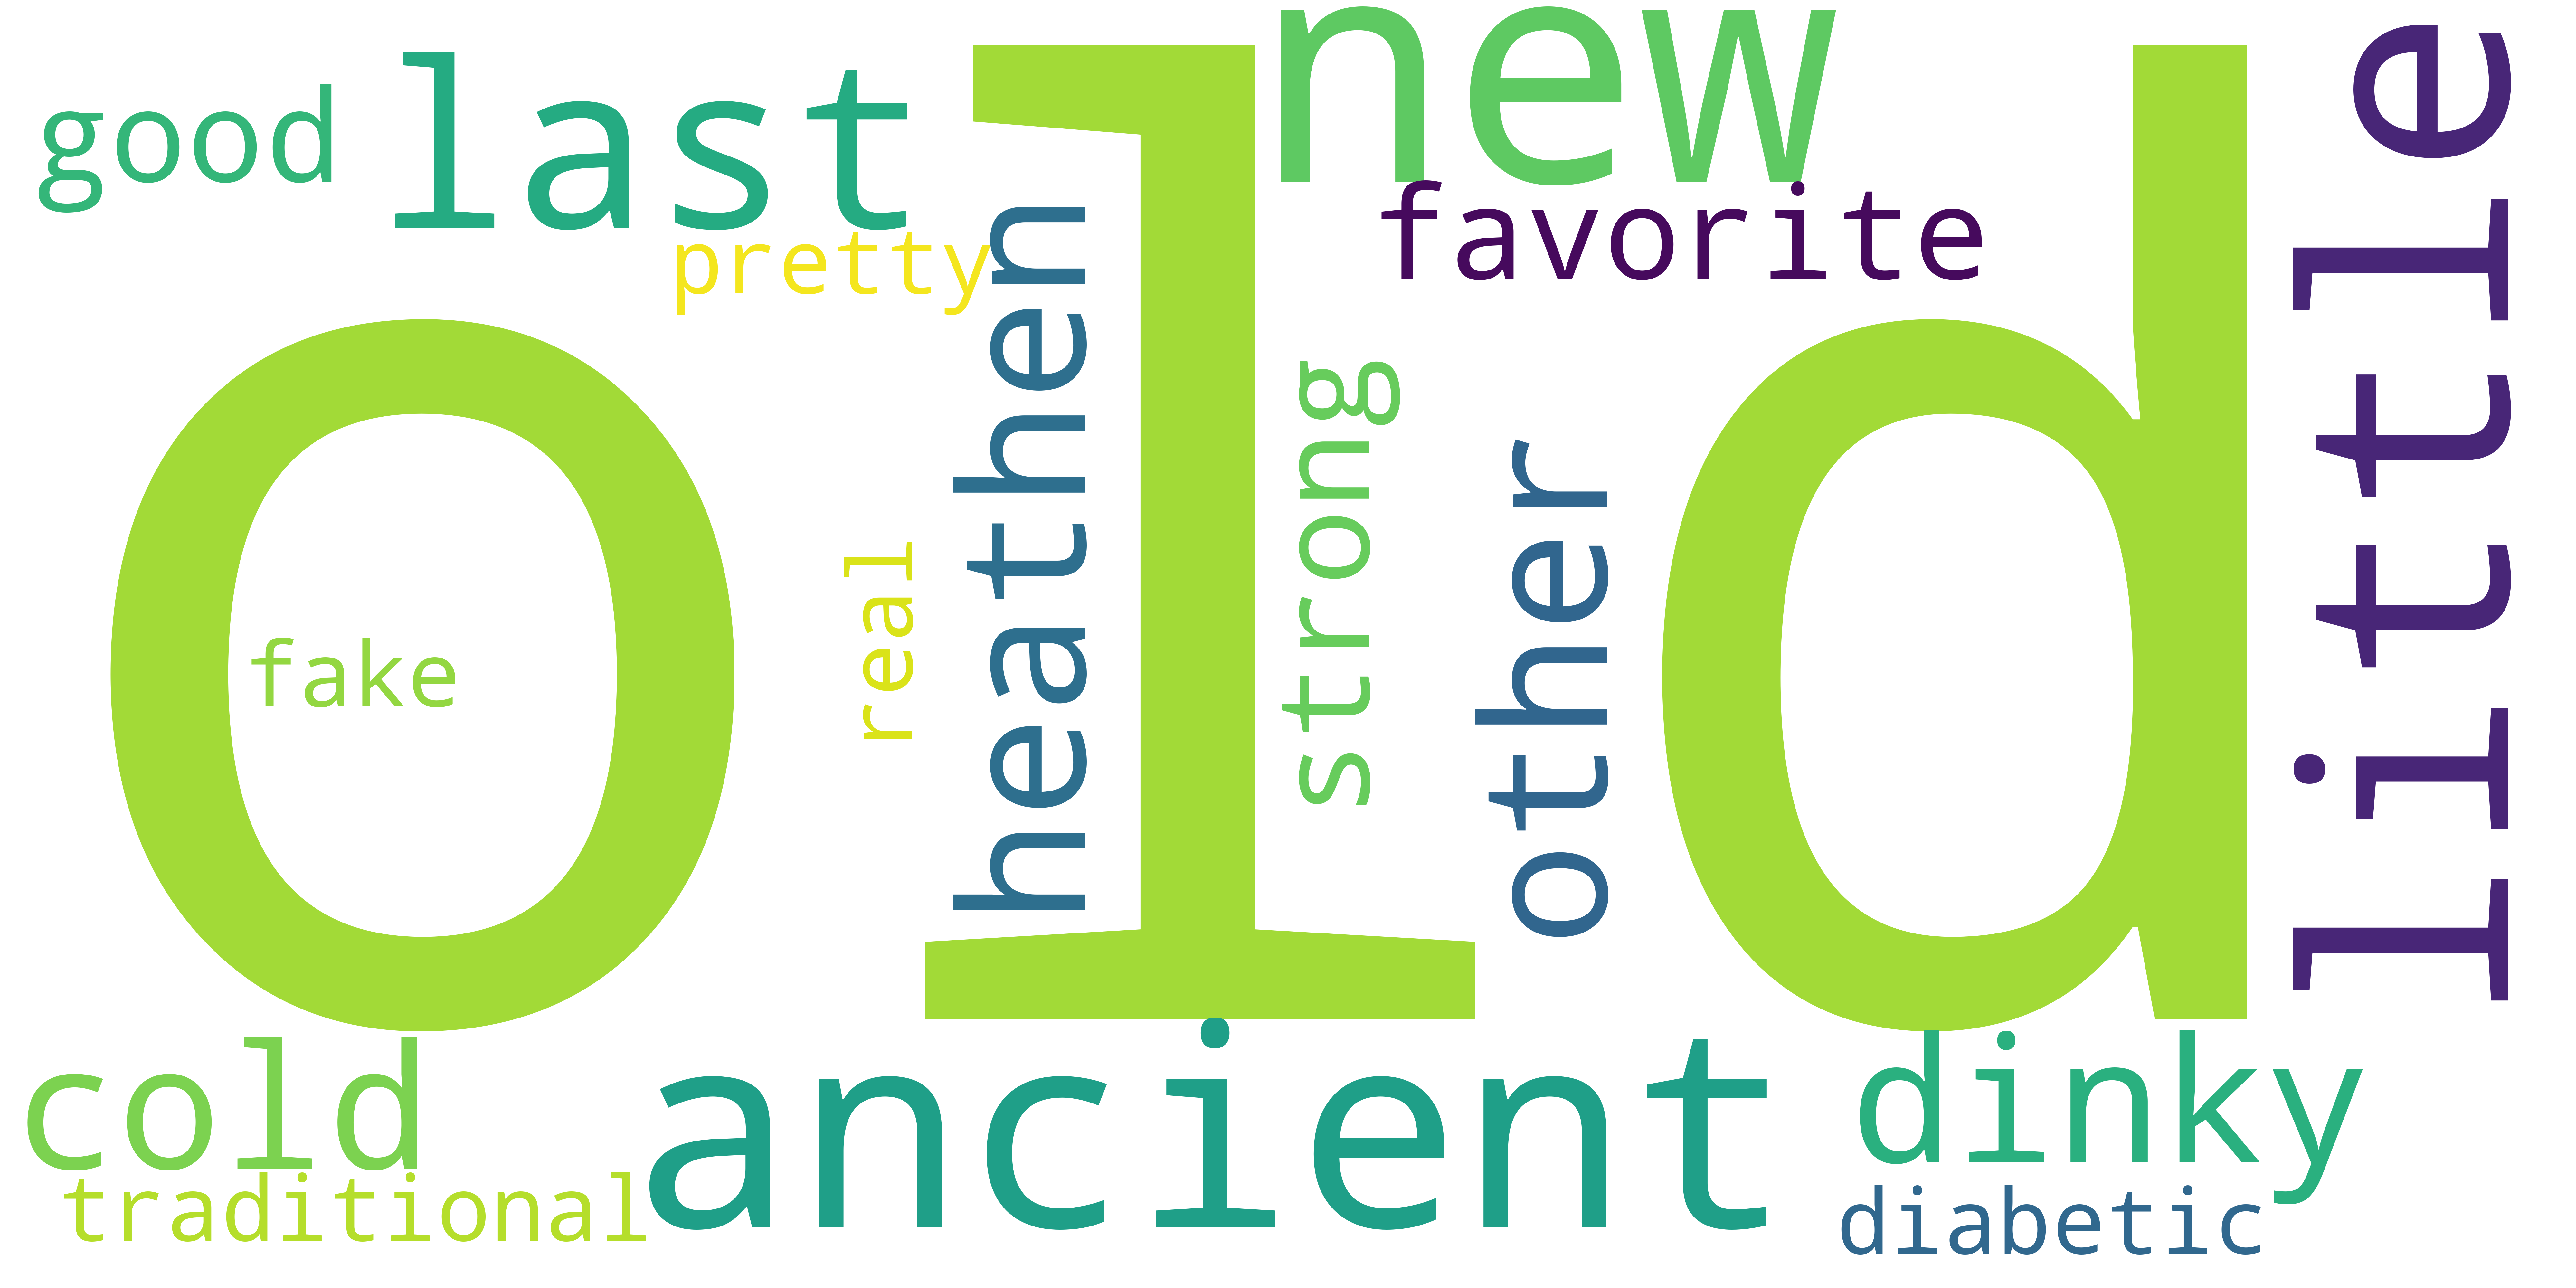 new
good
last
favorite
pretty
old
little
heathen
strong
other
real
fake
ancient
cold
dinky
traditional
diabetic